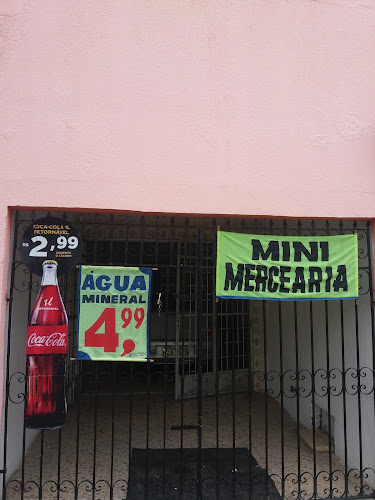 COCA-COLA 1L
RETORNÁVEL
R$ 2,99
1L
Coca-Cola
ÁGUA
MINERAL
4,99
MINI
MERCEARIA